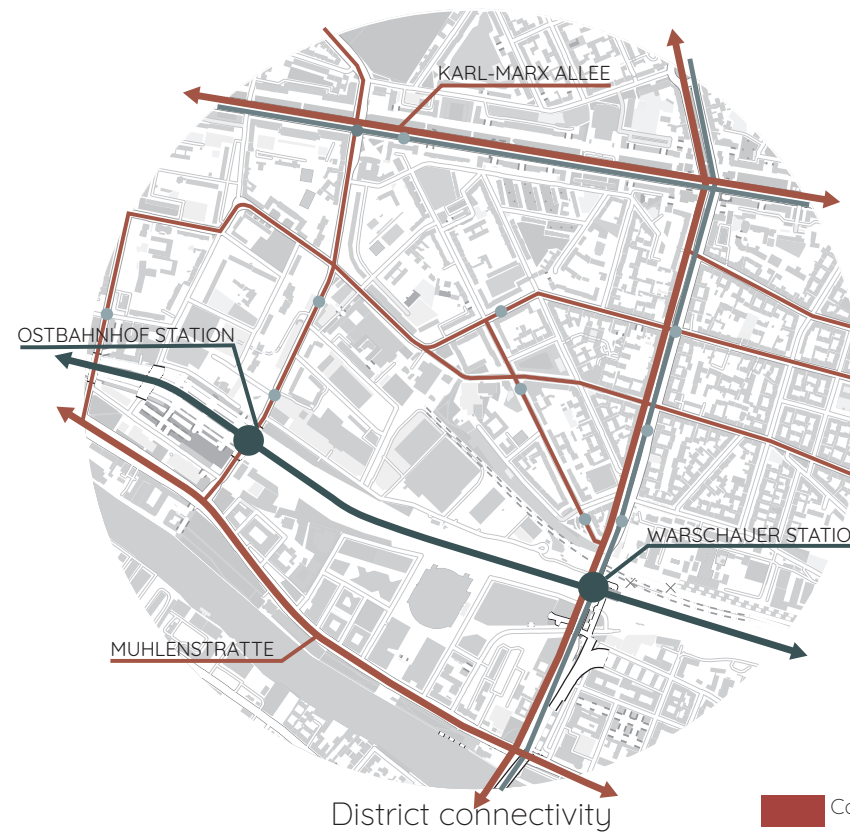 KARL-MARX ALLEE
OSTBAHNHOF STATION
WARSCHAUER STATIO
MUHLENSTRATTE
District connectivity